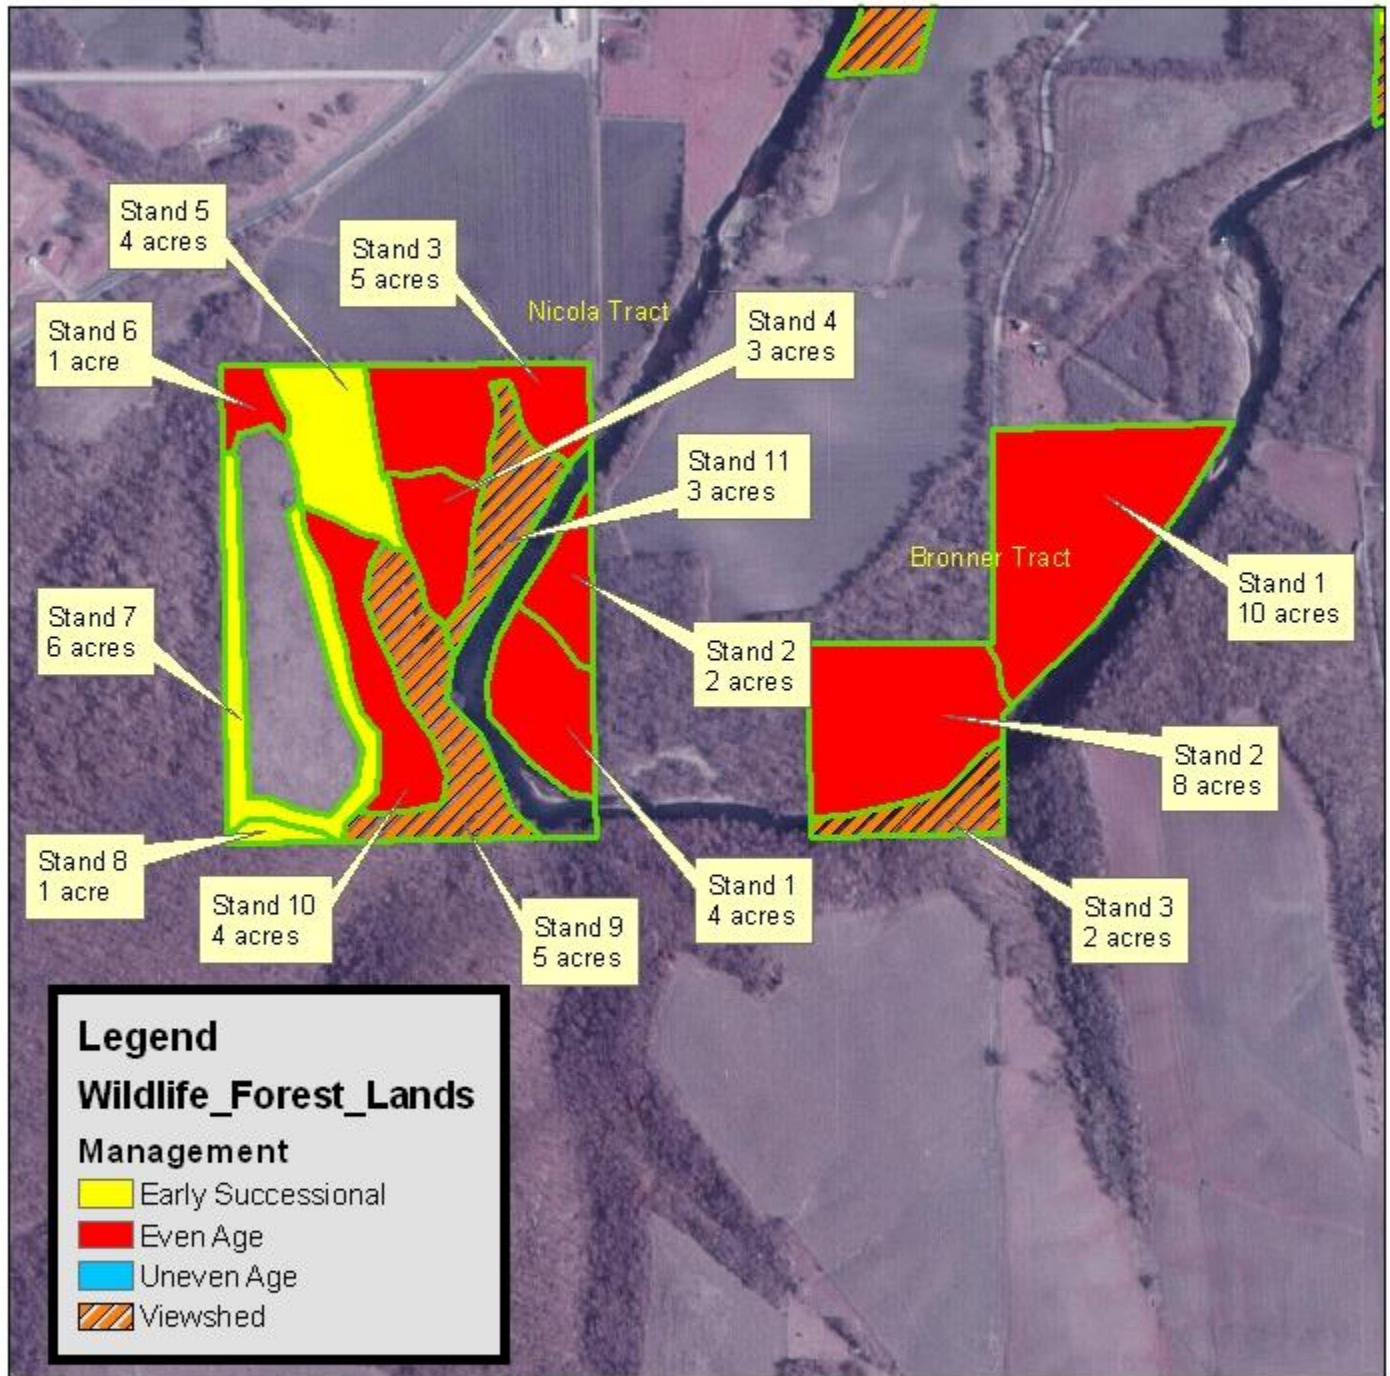 Stand 5
4 acres
Stand 3
5 acres
Nicola Tract
Stand 6
1 acre
Stand 4
3 acres
Stand 11
3 acres
Bronner Tract
Stand 1
10 acres
Stand 7
6 acres
Stand 2
2 acres
Stand 2
8 acres
Stand 8
1 acre
Stand 10
4 acres
Stand 9
5 acres
Stand 1
4 acres
Stand 3
2 acres
Legend
Wildlife_Forest_Lands
Management
Early Successional
Even Age
Uneven Age
Viewshed